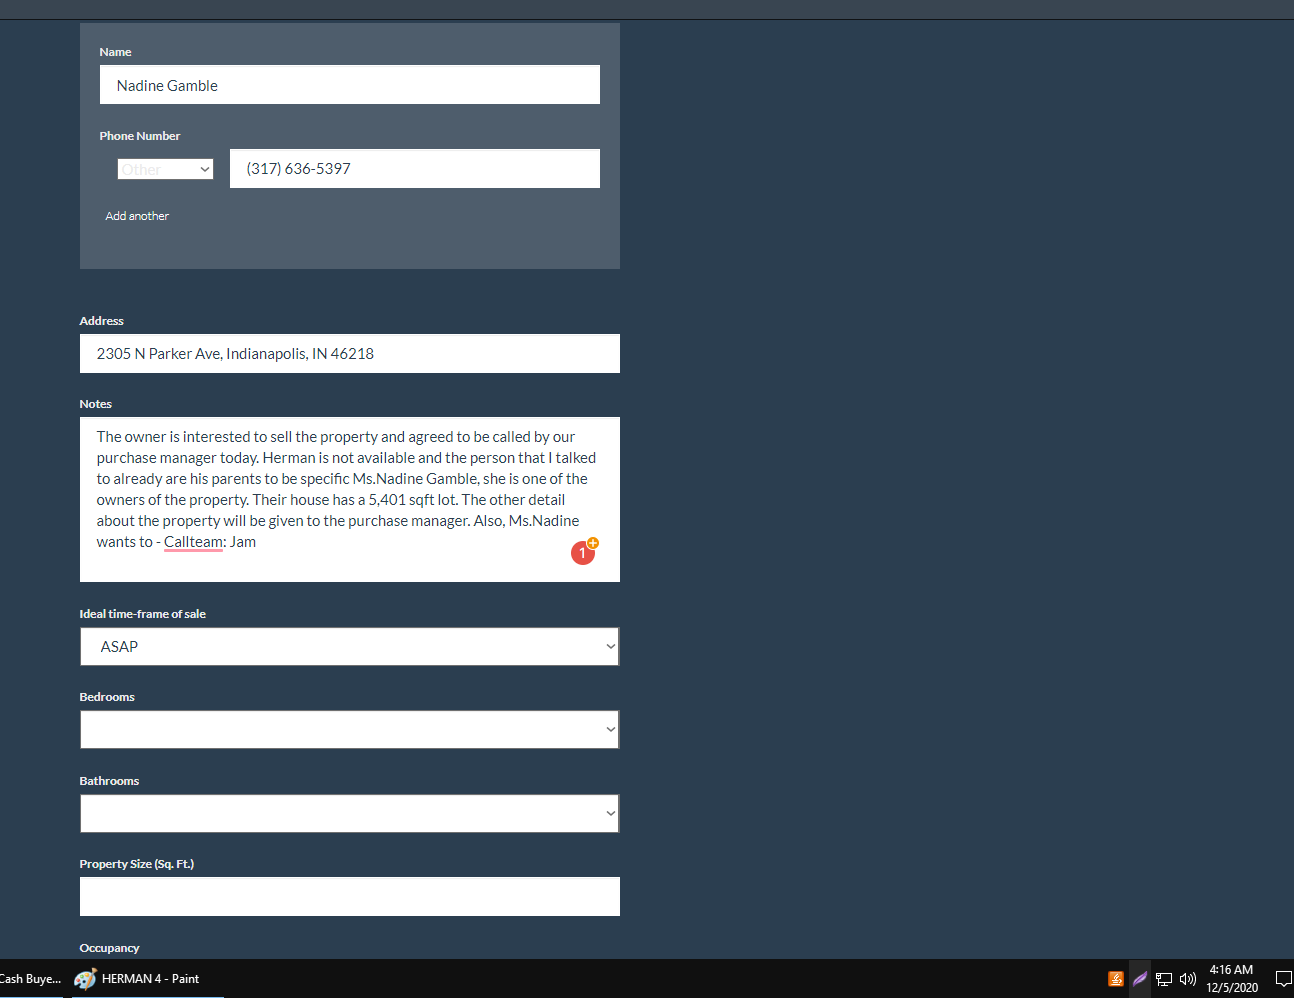 Name
Nadine Gamble
Phone Number
Other
(317) 636-5397
Add another
Address
2305 N Parker Ave, Indianapolis, IN 46218
Notes
The owner is interested to sell the property and agreed to be called by our
purchase manager today. Herman is not available and the person that I talked
to already are his parents to be specific Ms.Nadine Gamble, she is one of the
owners of the property. Their house has a 5,401 sqft lot. The other detail
about the property will be given to the purchase manager. Also, Ms.Nadine
wants to - Callteam: Jam
1
Ideal time-frame of sale
ASAP
Bedrooms
Bathrooms
Property Size (Sq. Ft.)
Occupancy
Cash Buye...
HERMAN 4 - Paint
4:16 AM
12/5/2020